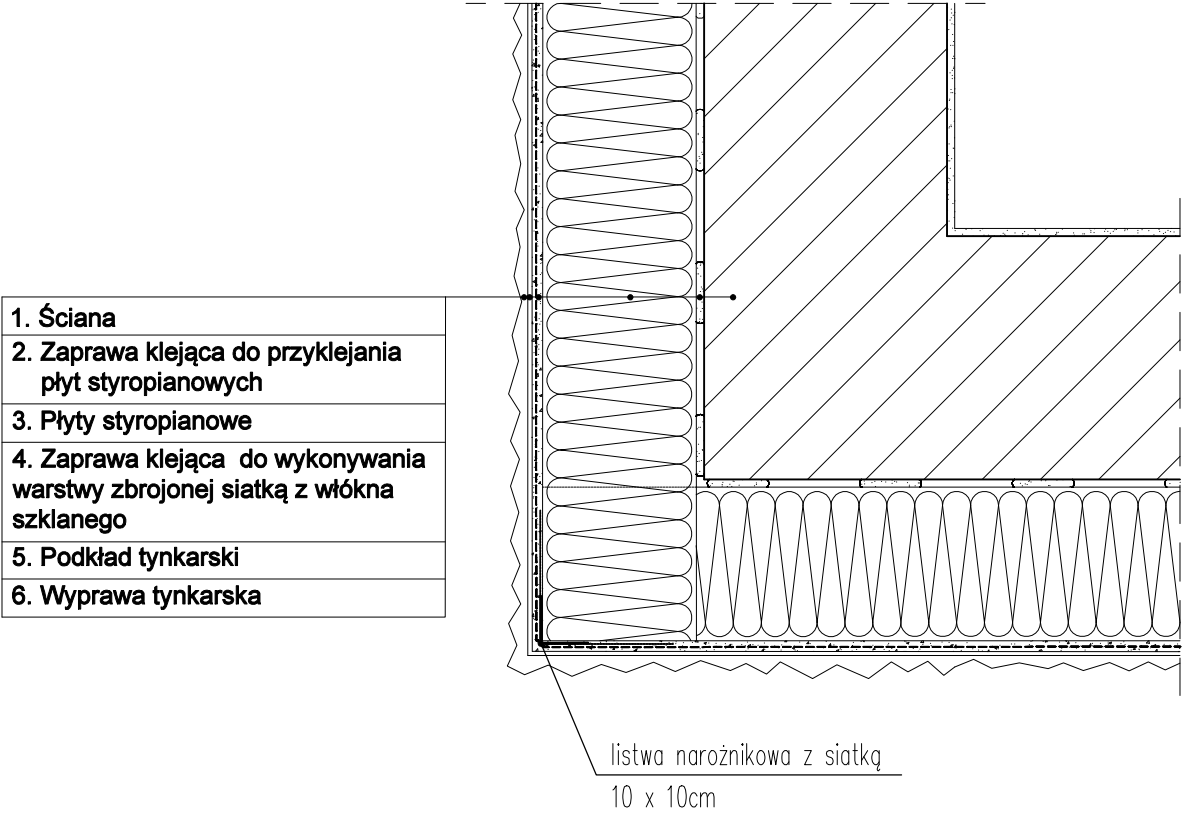 1. Ściana
2. Zaprawa klejąca do przyklejania
płyt styropianowych
3. Płyty styropianowe
4. Zaprawa klejąca do wykonywania
warstwy zbrojonej siatką z włókna
szklanego
5. Podkład tynkarski
6. Wyprawa tynkarska
listwa narożnikowa z siatką
10 x 10cm